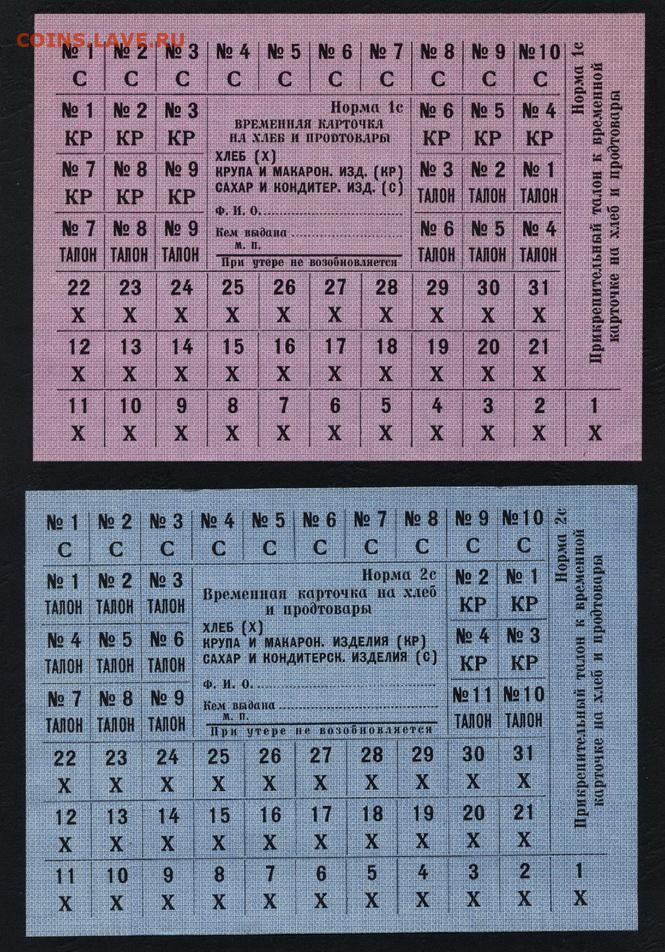 COINS.LAVE.RU
№ 1 № 2 № 3 № 4 № 5 № 6 № 7 № 8 № 9 №10
С С С С С С С С С С
№ 1 № 2 № 3
КР КР КР
№ 7 № 8 № 9
КР КР КР
№ 7 № 8 № 9
ТАЛОН ТАЛОН ТАЛОН
Норма 1с
ВРЕМЕННАЯ КАРТОЧКА
НА ХЛЕБ И ПРОДТОВАРЫ
ХЛЕБ (Х)
КРУПА И МАКАРОН. ИЗД. (КР)
САХАР И КОНДИТЕР. ИЗД. (С)
Ф. И. О.
Кем выдана
м. п.
При утере не возобновляется
№ 6 № 5 № 4
КР КР КР
№ 3 № 2 № 1
ТАЛОН ТАЛОН ТАЛОН
№ 6 № 5 № 4
ТАЛОН ТАЛОН ТАЛОН
22 23 24 25 26 27 28 29 30 31
Х Х Х Х Х Х Х Х Х Х
12 13 14 15 16 17 18 19 20 21
Х Х Х Х Х Х Х Х Х Х
11 10 9 8 7 6 5 4 3 2 1
Х Х Х Х Х Х Х Х Х Х Х
Норма 1с
Прикрепительный талон к временной
карточке на хлеб и продтовары
№ 1 № 2 № 3 № 4 № 5 № 6 № 7 № 8 № 9 №10
С С С С С С С С С С
№ 1 № 2 № 3
ТАЛОН ТАЛОН ТАЛОН
№ 4 № 5 № 6
ТАЛОН ТАЛОН ТАЛОН
№ 7 № 8 № 9
ТАЛОН ТАЛОН ТАЛОН
Норма 2с
Временная карточка на хлеб
и продтовары
ХЛЕБ (Х)
КРУПА И МАКАРОН. ИЗДЕЛИЯ (КР)
САХАР И КОНДИТЕРСК. ИЗДЕЛИЯ (С)
Ф. И. О.
Кем выдана
м. п.
При утере не возобновляется
№ 2 № 1
КР КР
№ 4 № 3
КР КР
№11 №10
ТАЛОН ТАЛОН
22 23 24 25 26 27 28 29 30 31
Х Х Х Х Х Х Х Х Х Х
12 13 14 15 16 17 18 19 20 21
Х Х Х Х Х Х Х Х Х Х
11 10 9 8 7 6 5 4 3 2 1
Х Х Х Х Х Х Х Х Х Х Х
Норма 2с
Прикрепительный талон к временной
карточке на хлеб и продтовары